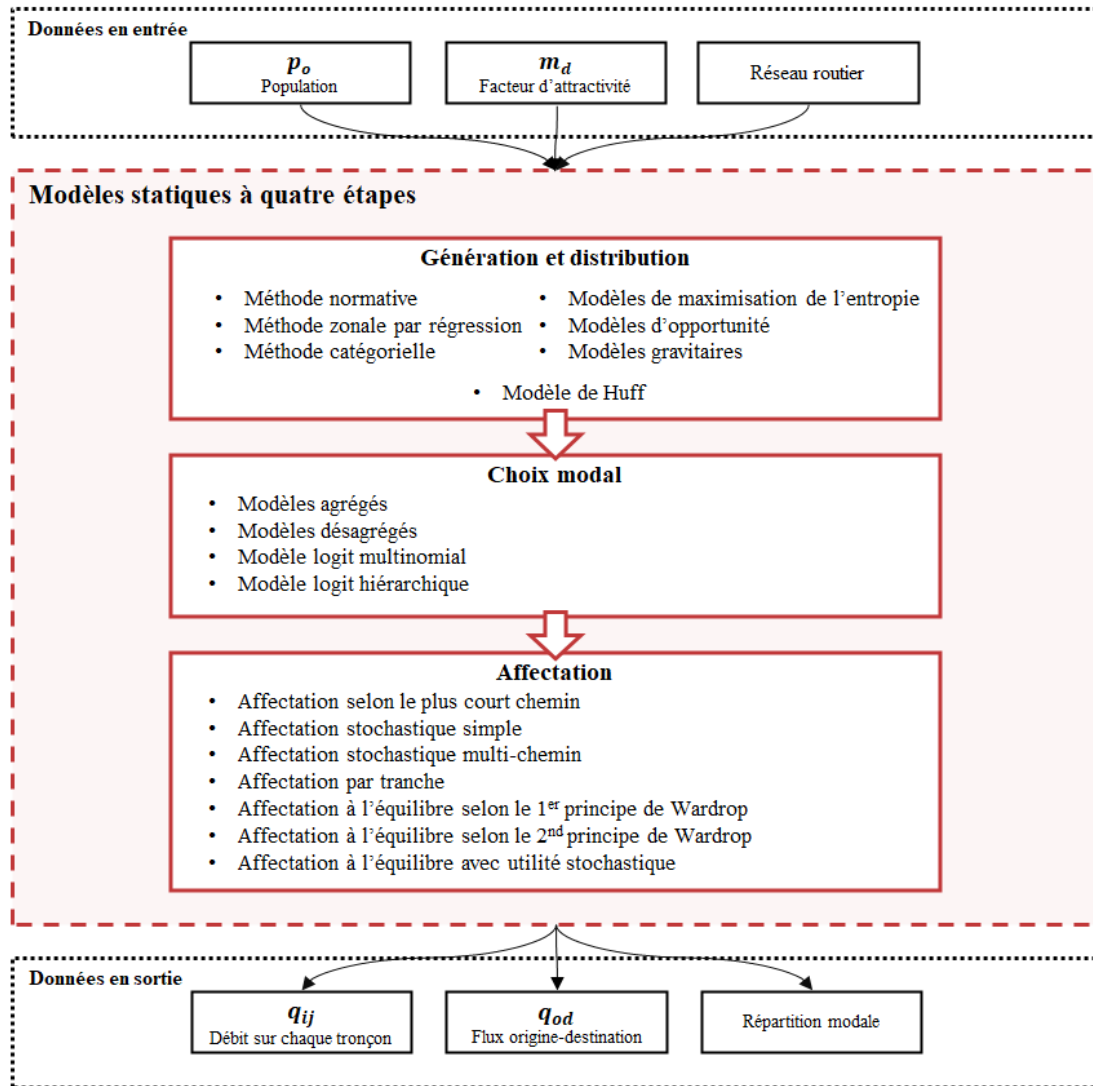 Données en entrée
p_o
Population
m_d
Facteur d'attractivité
Réseau routier
Modèles statiques à quatre étapes
Génération et distribution
• Méthode normative
• Méthode zonale par régression
• Méthode catégorielle
• Modèles de maximisation de l'entropie
• Modèles d'opportunité
• Modèles gravitaires
• Modèle de Huff
Choix modal
• Modèles agrégés
• Modèles désagrégés
• Modèle logit multinomial
• Modèle logit hiérarchique
Affectation
• Affectation selon le plus court chemin
• Affectation stochastique simple
• Affectation stochastique multi-chemin
• Affectation par tranche
• Affectation à l'équilibre selon le 1er principe de Wardrop
• Affectation à l'équilibre selon le 2nd principe de Wardrop
• Affectation à l'équilibre avec utilité stochastique
Données en sortie
q_ij
Débit sur chaque tronçon
q_od
Flux origine-destination
Répartition modale